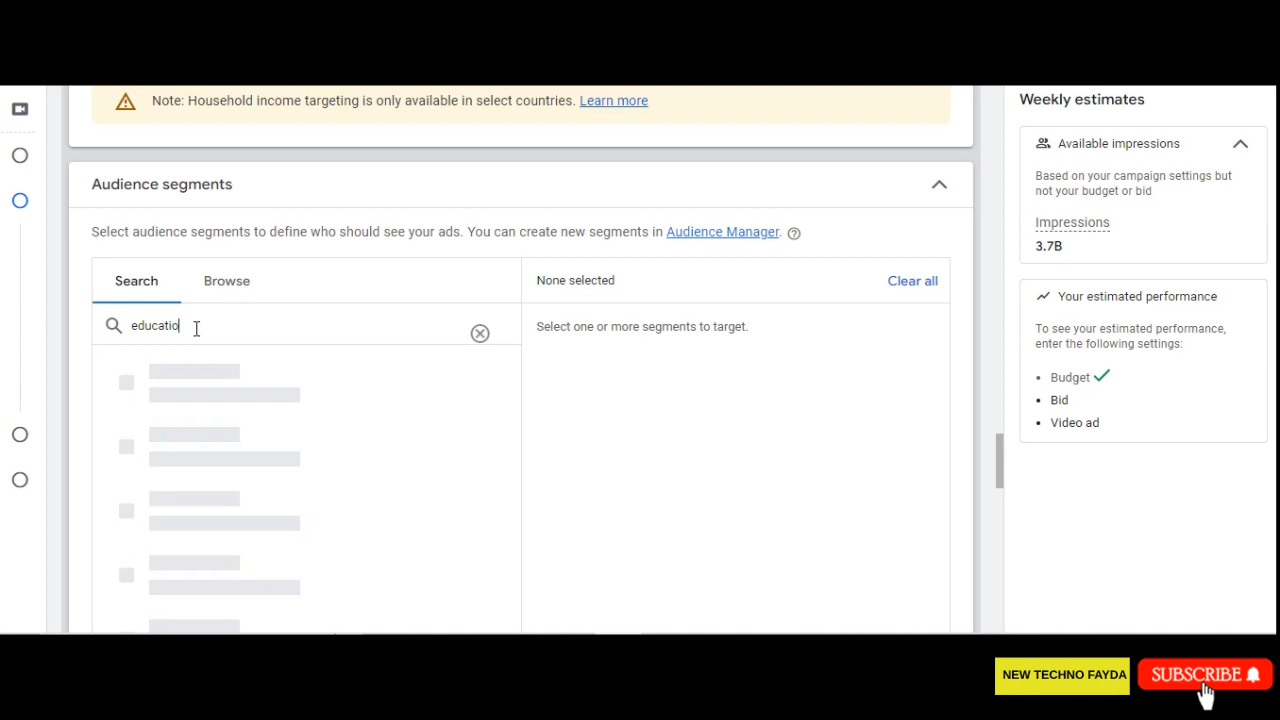 Note: Household income targeting is only available in select countries. Learn more
Audience segments
Select audience segments to define who should see your ads. You can create new segments in Audience Manager.
Search
Browse
educatio
None selected
Clear all
Select one or more segments to target.
Weekly estimates
Available impressions
Based on your campaign settings but
not your budget or bid
Impressions
3.7B
Your estimated performance
To see your estimated performance,
enter the following settings:
• Budget
• Bid
• Video ad
NEW TECHNO FAYDA
SUBSCRIBE